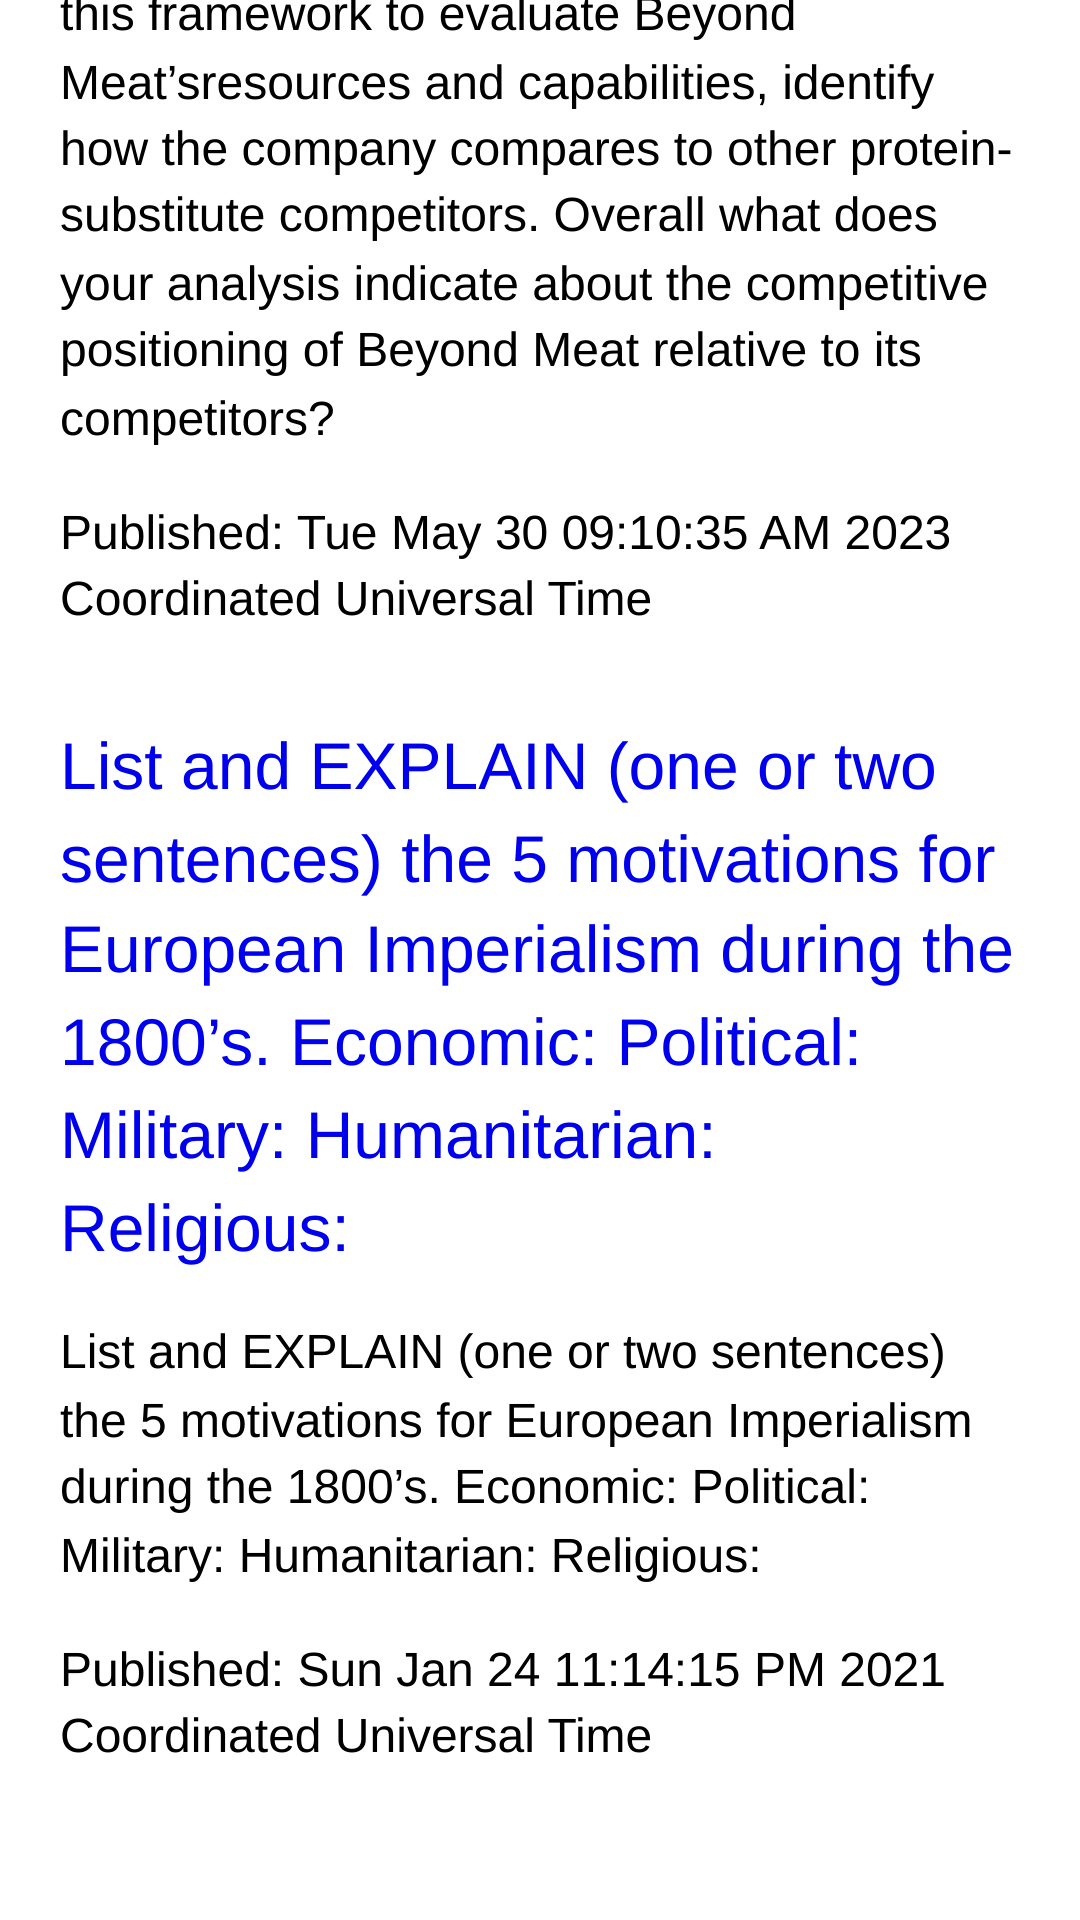 this framework to evaluate Beyond
Meat’sresources and capabilities, identify
how the company compares to other protein-
substitute competitors. Overall what does
your analysis indicate about the competitive
positioning of Beyond Meat relative to its
competitors?
Published: Tue May 30 09:10:35 AM 2023
Coordinated Universal Time
List and EXPLAIN (one or two
sentences) the 5 motivations for
European Imperialism during the
1800’s. Economic: Political:
Military: Humanitarian:
Religious:
List and EXPLAIN (one or two sentences)
the 5 motivations for European Imperialism
during the 1800’s. Economic: Political:
Military: Humanitarian: Religious:
Published: Sun Jan 24 11:14:15 PM 2021
Coordinated Universal Time